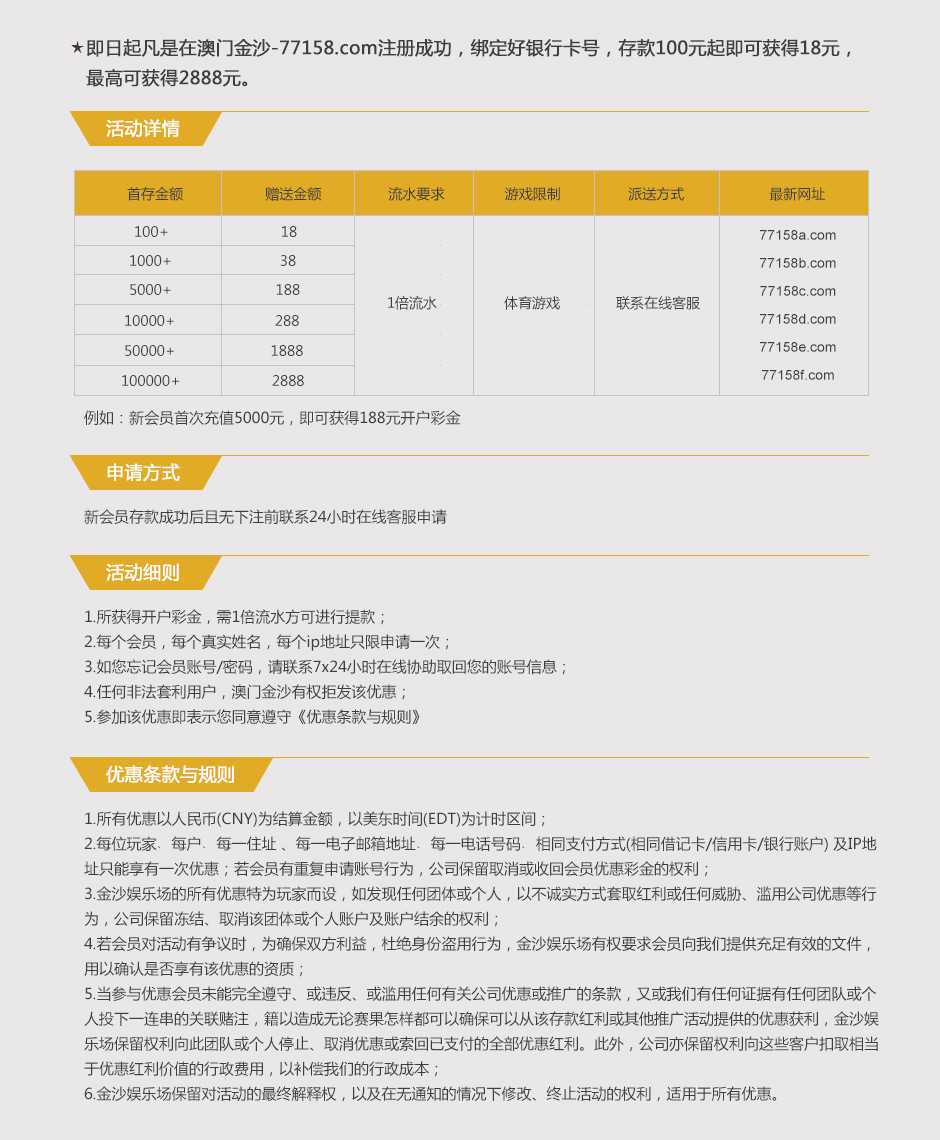 ★即日起凡是在澳门金沙-77158.com注册成功，绑定好银行卡号，存款100元起即可获得18元，
最高可获得2888元。
活动详情
首存金额 赠送金额 流水要求 游戏限制 派送方式 最新网址
100+ 18 77158a.com
1000+ 38 77158b.com
5000+ 188 1倍流水 体育游戏 联系在线客服 77158c.com
10000+ 288 77158d.com
50000+ 1888 77158e.com
100000+ 2888 77158f.com
例如：新会员首次充值5000元，即可获得188元开户彩金
申请方式
新会员存款成功后且无下注前联系24小时在线客服申请
活动细则
1.所获得开户彩金，需1倍流水方可进行提款；
2.每个会员，每个真实姓名，每个ip地址只限申请一次；
3.如您忘记会员账号/密码，请联系7x24小时在线协助取回您的账号信息；
4.任何非法套利用户，澳门金沙有权拒发该优惠；
5.参加该优惠即表示您同意遵守《优惠条款与规则》
优惠条款与规则
1.所有优惠以人民币(CNY)为结算金额，以美东时间(EDT)为计时区间；
2.每位玩家、每户、每一住址 、每一电子邮箱地址、每一电话号码、相同支付方式(相同借记卡/信用卡/银行账户) 及IP地
址只能享有一次优惠；若会员有重复申请账号行为，公司保留取消或收回会员优惠彩金的权利；
3.金沙娱乐场的所有优惠特为玩家而设，如发现任何团体或个人，以不诚实方式套取红利或任何威胁、滥用公司优惠等行
为，公司保留冻结、取消该团体或个人账户及账户结余的权利；
4.若会员对活动有争议时，为确保双方利益，杜绝身份盗用行为，金沙娱乐场有权要求会员向我们提供充足有效的文件，
用以确认是否享有该优惠的资质；
5.当参与优惠会员未能完全遵守、或违反、或滥用任何有关公司优惠或推广的条款，又或我们有任何证据有任何团队或个
人投下一连串的关联赌注，籍以造成无论赛果怎样都可以确保可以从该存款红利或其他推广活动提供的优惠获利，金沙娱
乐场保留权利向此团队或个人停止、取消优惠或索回已支付的全部优惠红利。此外，公司亦保留权利向这些客户扣取相当
于优惠红利价值的行政费用，以补偿我们的行政成本；
6.金沙娱乐场保留对活动的最终解释权，以及在无通知的情况下修改、终止活动的权利，适用于所有优惠。